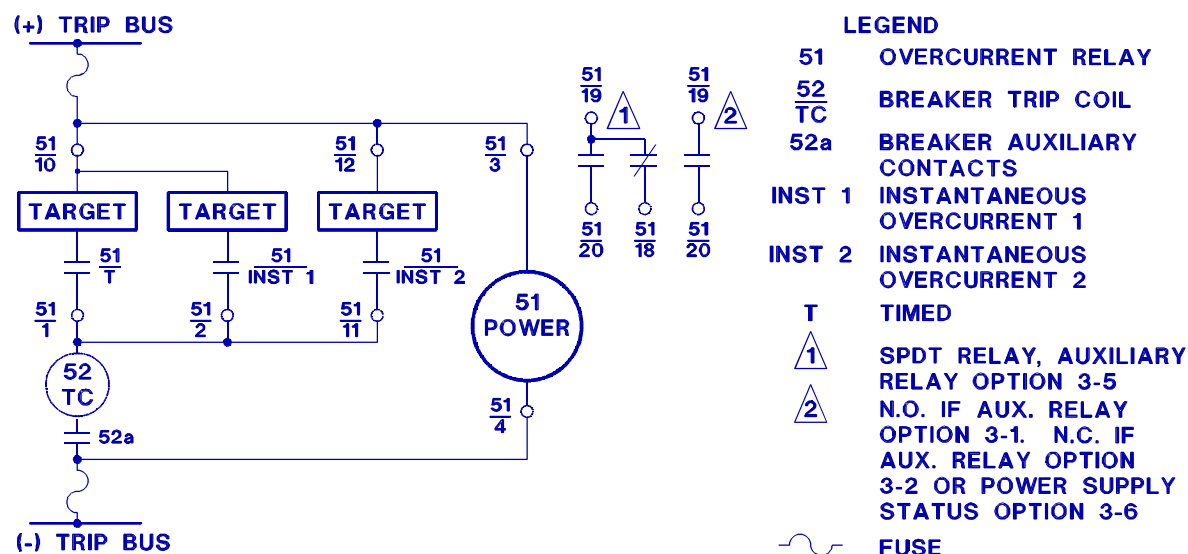 (+) TRIP BUS
51
10
51
12
51
3
TARGET
TARGET
TARGET
51
T
51
INST 1
51
INST 2
51
1
51
2
51
11
51
POWER
52
TC
52a
51
4
(-) TRIP BUS
51
19
1
51
19
2
51
20
51
18
51
20
LEGEND
51 OVERCURRENT RELAY
52
TC
BREAKER TRIP COIL
52a BREAKER AUXILIARY
CONTACTS
INST 1 INSTANTANEOUS
OVERCURRENT 1
INST 2 INSTANTANEOUS
OVERCURRENT 2
T TIMED
1 SPDT RELAY, AUXILIARY
RELAY OPTION 3-5
2 N.O. IF AUX. RELAY
OPTION 3-1. N.C. IF
AUX. RELAY OPTION
3-2 OR POWER SUPPLY
STATUS OPTION 3-6
FUSE